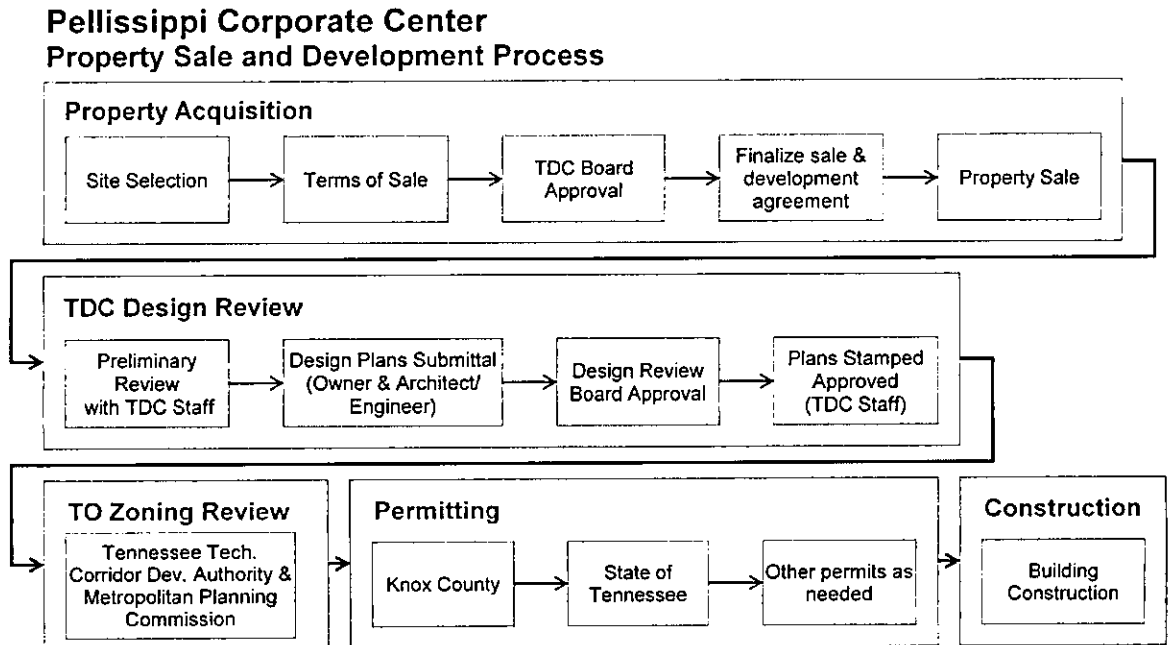 Pellissippi Corporate Center
Property Sale and Development Process
Property Acquisition
Site Selection
Terms of Sale
TDC Board
Approval
Finalize sale &
development
agreement
Property Sale
TDC Design Review
Preliminary
Review
with TDC Staff
Design Plans Submittal
(Owner & Architect/
Engineer)
Design Review
Board Approval
Plans Stamped
Approved
(TDC Staff)
TO Zoning Review
Tennessee Tech.
Corridor Dev. Authority &
Metropolitan Planning
Commission
Permitting
Knox County
State of
Tennessee
Other permits as
needed
Construction
Building
Construction